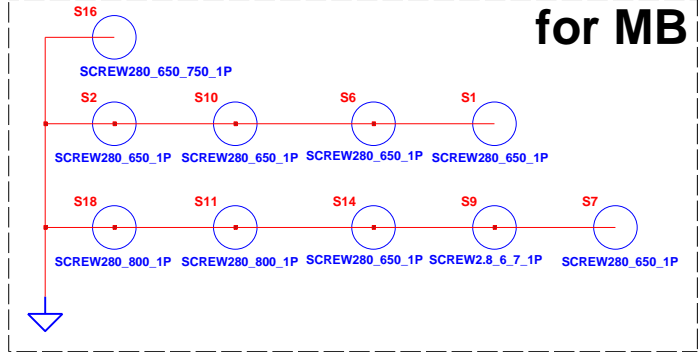 for MB
S16
SCREW280_650_750_1P
S2 S10 S6 S1
SCREW280_650_1P SCREW280_650_1P SCREW280_650_1P SCREW280_650_1P
S18 S11 S14 S9 S7
SCREW280_800_1P SCREW280_800_1P SCREW280_650_1P SCREW2.8_6_7_1P SCREW280_650_1P